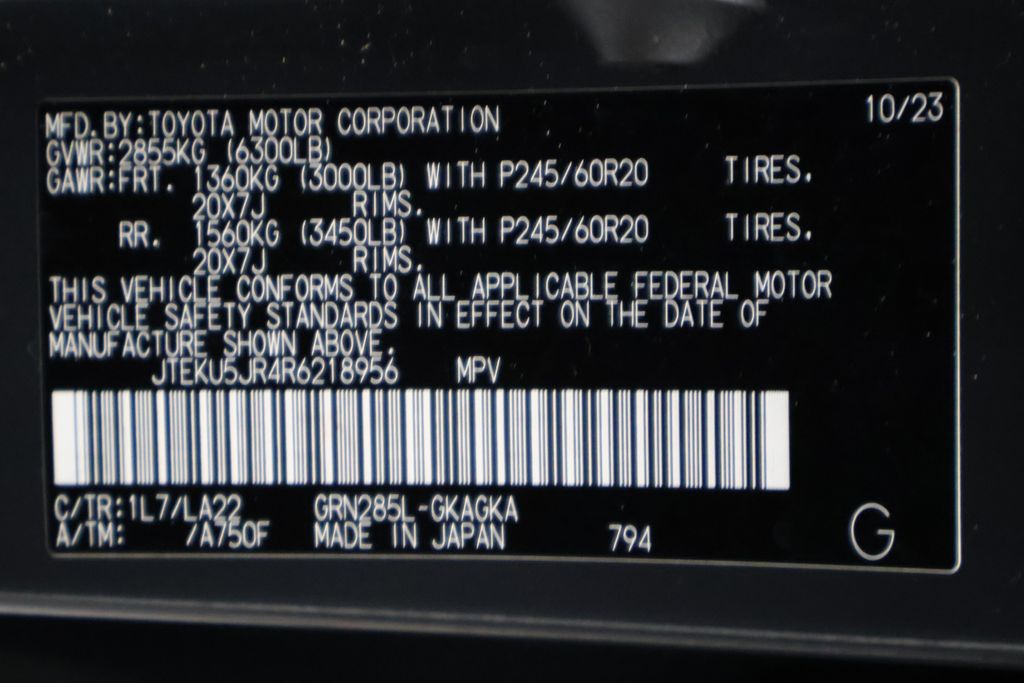 10/23
MFD.BY:TOYOTA MOTOR CORPORATION
GVWR:2855KG (6300LB)
GAWR:FRT. 1360KG (3000LB) WITH P245/60R20 TIRES.
20X7J RIMS.
RR. 1560KG (3450LB) WITH P245/60R20 TIRES.
20X7J RIMS.
THIS VEHICLE CONFORMS TO ALL APPLICABLE FEDERAL MOTOR
VEHICLE SAFETY STANDARDS IN EFFECT ON THE DATE OF
MANUFACTURE SHOWN ABOVE.
JTEKU5JR4R6218956 MPV
C/TR:1L7/LA22 GRN285L-GKAGKA
A/TM: /A750F MADE IN JAPAN 794
G